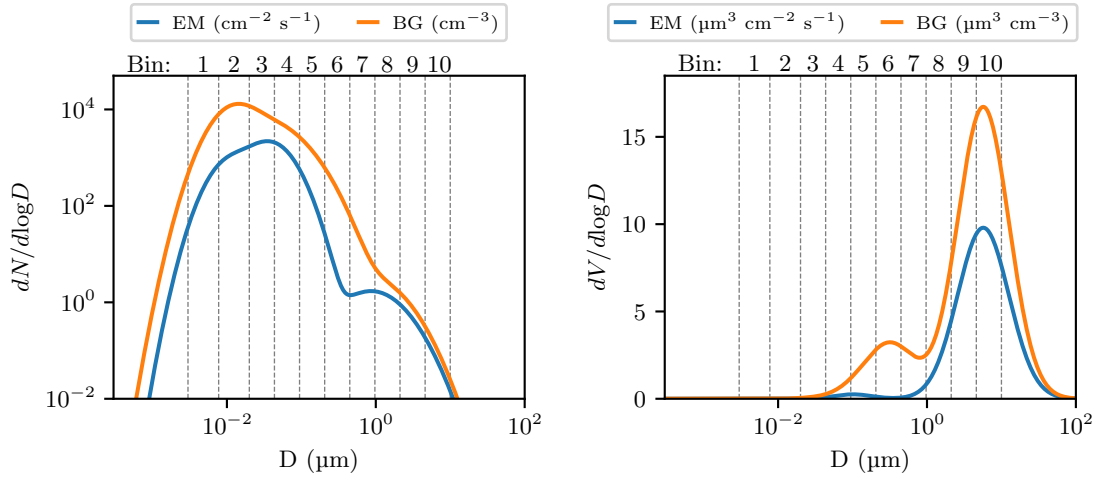 EM (cm⁻² s⁻¹) BG (cm⁻³)
Bin: 1 2 3 4 5 6 7 8 9 10
10⁴
10²
10⁰
10⁻²
dN/dlogD
10⁻² 10⁰ 10²
D (µm)
EM (µm³ cm⁻² s⁻¹) BG (µm³ cm⁻³)
Bin: 1 2 3 4 5 6 7 8 9 10
15
10
5
0
dV/dlogD
10⁻² 10⁰ 10²
D (µm)